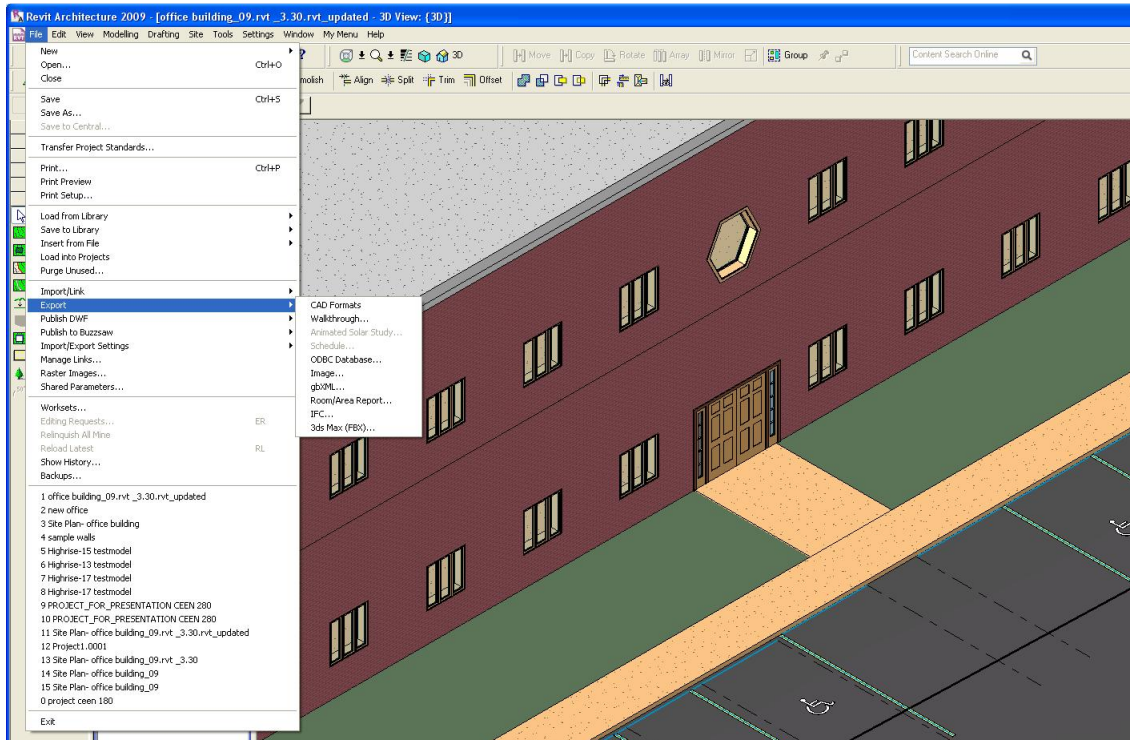 Revit Architecture 2009 - [office building_09.rvt _3.30.rvt_updated - 3D View: {3D}]
File Edit View Modelling Drafting Site Tools Settings Window My Menu Help
3D Move Copy Rotate Array Mirror Group Content Search Online
molish Align Split Trim Offset
New
Open... Ctrl+O
Close
Save Ctrl+S
Save As...
Save to Central...
Transfer Project Standards...
Print... Ctrl+P
Print Preview
Print Setup...
Load from Library
Save to Library
Insert from File
Load into Projects
Purge Unused...
Import/Link
Export
Publish DWF
Publish to Buzzsaw
Import/Export Settings
Manage Links...
Raster Images...
Shared Parameters...
Worksets...
Editing Requests... ER
Relinquish All Mine
Reload Latest RL
Show History...
Backups...
1 office building_09.rvt _3.30.rvt_updated
2 new office
3 Site Plan- office building
4 sample walls
5 Highrise-15 testmodel
6 Highrise-13 testmodel
7 Highrise-17 testmodel
8 Highrise-17 testmodel
9 PROJECT_FOR_PRESENTATION CEEN 280
10 PROJECT_FOR_PRESENTATION CEEN 280
11 Site Plan- office building_09.rvt _3.30.rvt_updated
12 Project1.0001
13 Site Plan- office building_09.rvt _3.30
14 Site Plan- office building_09
15 Site Plan- office building_09
0 project ceen 180
Exit
CAD Formats
Walkthrough...
Animated Solar Study...
Schedule...
ODBC Database...
Image...
gbXML...
Room/Area Report...
IFC...
3ds Max (FBX)...